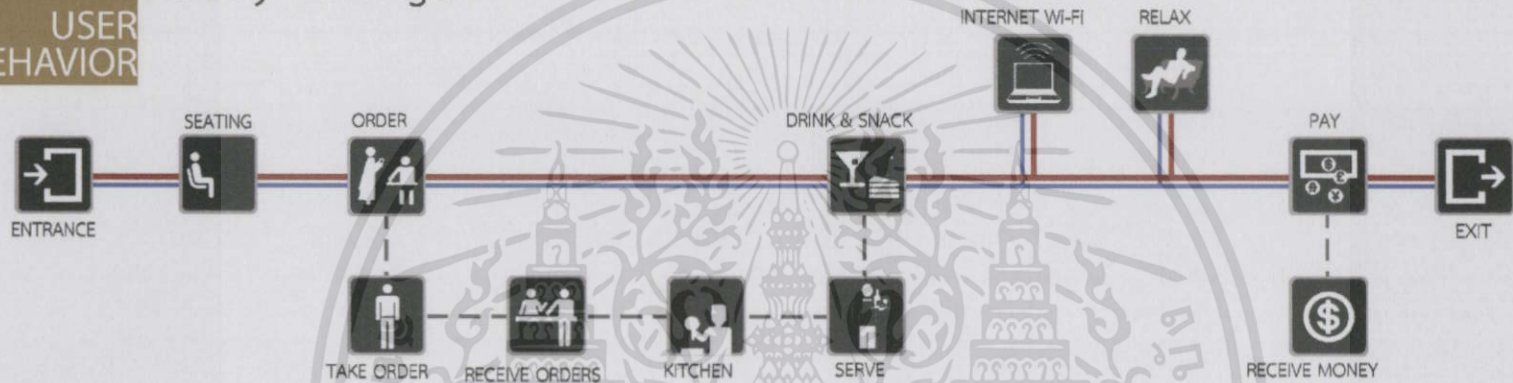 USER
INTERNET Wi-Fi
RELAX
SEATING
ORDER
DRINK & SNACK
PAY
ENTRANCE
EXIT
TAKE ORDER
RECEIVE ORDERS
KITCHEN
SERVE
RECEIVE MONEY